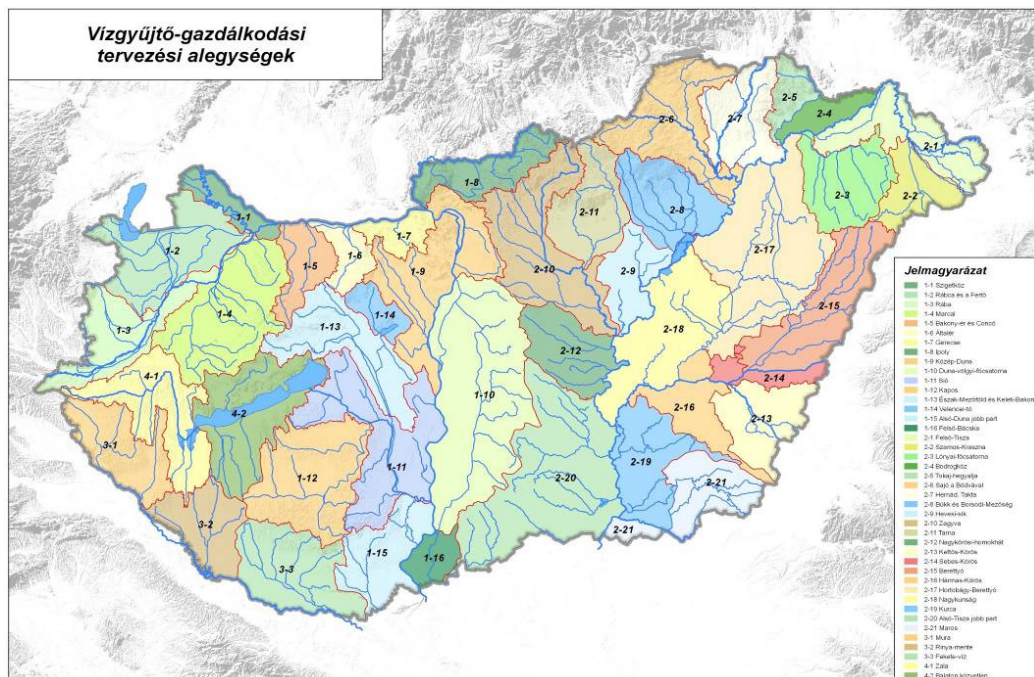 Vízgyűjtő-gazdálkodási
tervezési alegységek
2-5
2-6
2-7
2-4
2-1
1-8
2-3
2-2
2-8
2-11
1-1
1-7
1-2
1-6
2-17
1-5
1-9
2-10
2-9
2-15
1-14
1-3
1-4
1-13
2-18
2-12
2-14
4-1
1-10
2-16
2-13
4-2
3-1
1-11
2-19
1-12
2-20
2-21
3-2
2-21
1-15
1-16
3-3
Jelmagyarázat
1-1 Szigetköz
1-2 Rábca és a Fertő
1-3 Rába
1-4 Marcal
1-5 Bakony-ér és Concó
1-6 Általér
1-7 Gerecse
1-8 Ipoly
1-9 Közép-Duna
1-10 Duna-völgyi-főcsatorna
1-11 Sió
1-12 Kapos
1-13 Észak-Mezőföld és Keleti-Bakony
1-14 Velencei-tó
1-15 Alsó-Duna jobb part
1-16 Felső-Bácska
2-1 Felső-Tisza
2-2 Szamos-Kraszna
2-3 Lónyai-főcsatorna
2-4 Bodrogköz
2-5 Tokaj-hegyalja
2-6 Sajó a Bódvával
2-7 Hernád, Takta
2-8 Bükk és Borsodi-Mezőség
2-9 Hevesi-sík
2-10 Zagyva
2-11 Tarna
2-12 Nagykőrösi-homokhát
2-13 Kettős-Körös
2-14 Sebes-Körös
2-15 Berettyó
2-16 Hármas-Körös
2-17 Hortobágy-Berettyó
2-18 Nagykunság
2-19 Kurca
2-20 Alsó-Tisza jobb part
2-21 Maros
3-1 Mura
3-2 Rinya-mente
3-3 Fekete-víz
4-1 Zala
4-2 Balaton közvetlen